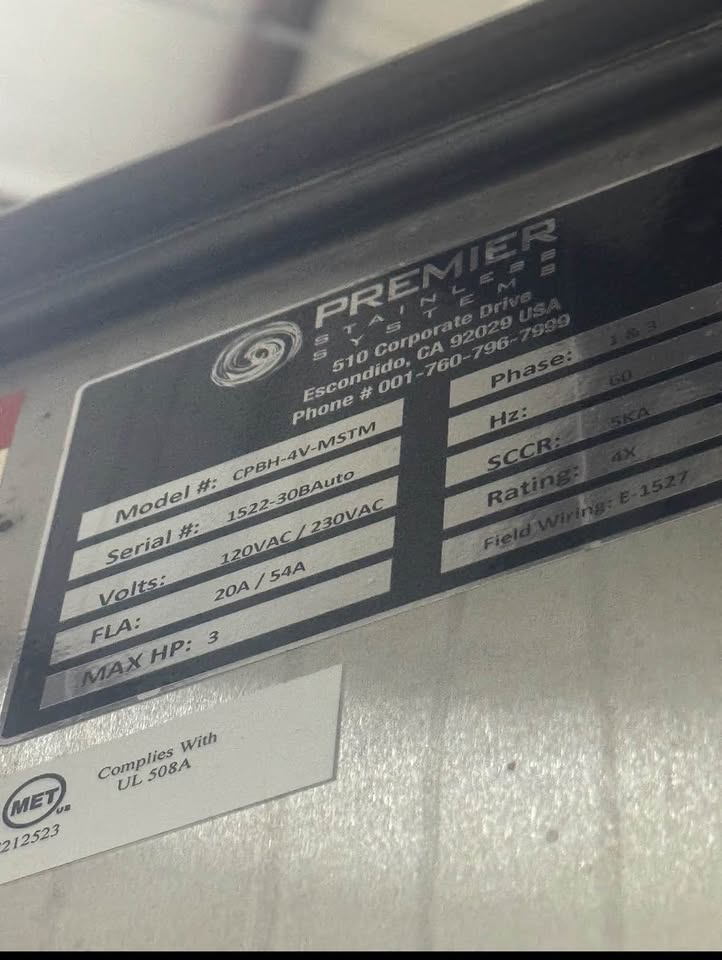 PREMIER
STAINLESS
SYSTEMS
510 Corporate Drive
Escondido, CA 92029 USA
Phone # 001-760-796-7999
Model #: CPBH-4V-MSTM
Serial #: 1522-30BAuto
Volts: 120VAC / 230VAC
FLA: 20A / 54A
MAX HP: 3
Phase: 1 & 3
Hz: 60
SCCR: 5KA
Rating: 4X
Field Wiring: E-1527
MET US
Complies With
UL 508A
212523